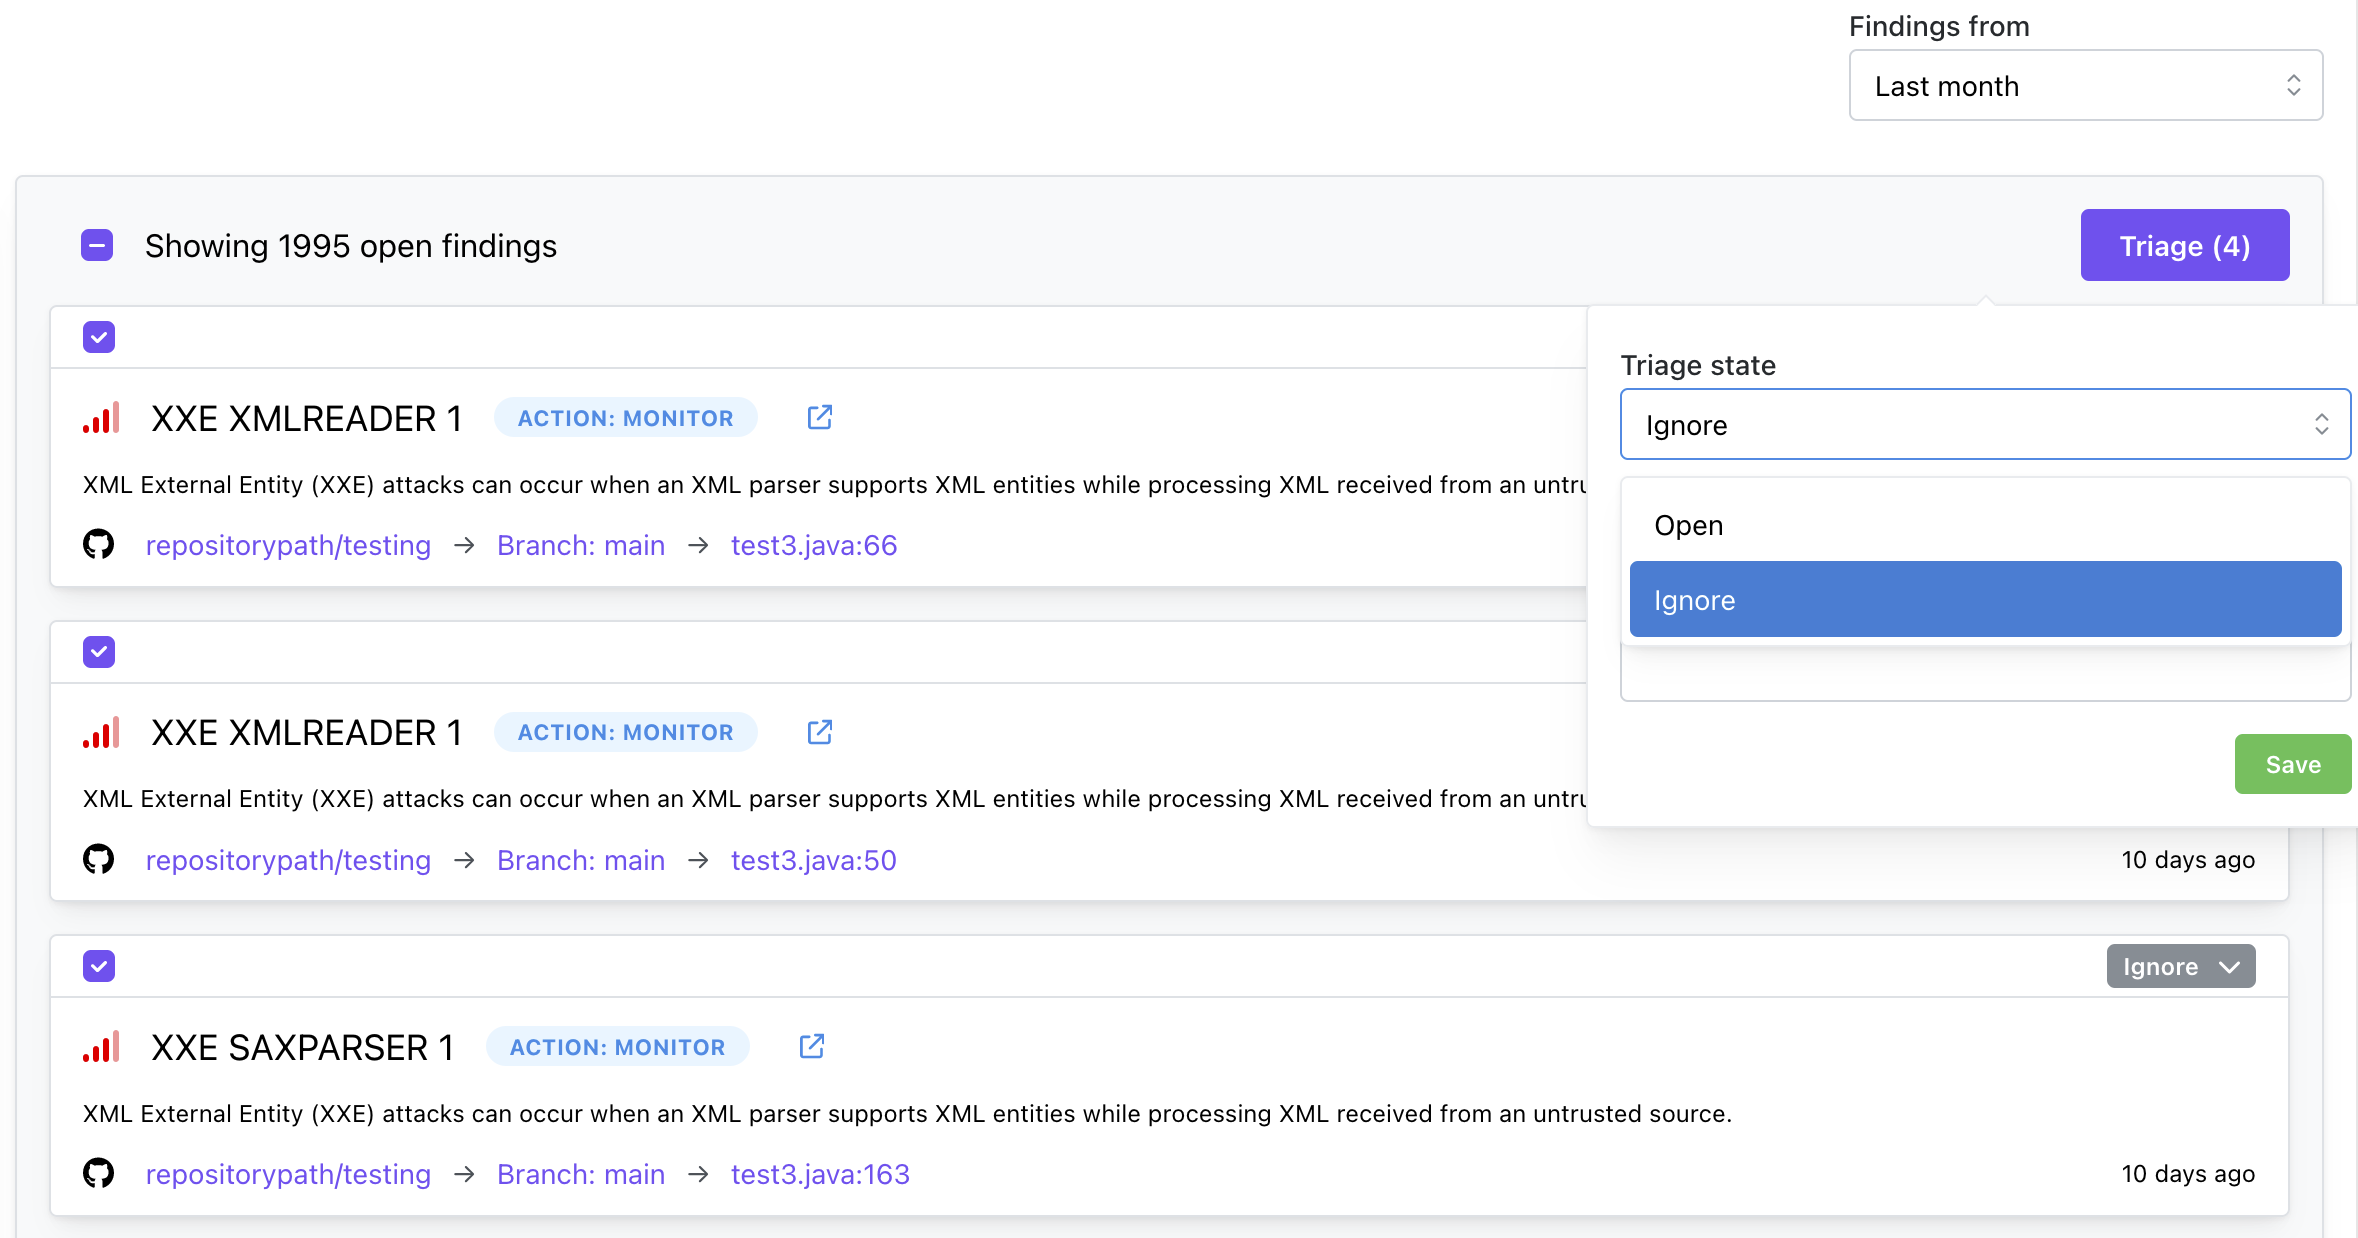 Findings from
Last month
Showing 1995 open findings
Triage (4)
Triage state
Ignore
Open
Ignore
Save
XXE XMLREADER 1 ACTION: MONITOR
XML External Entity (XXE) attacks can occur when an XML parser supports XML entities while processing XML received from an
repositorypath/testing → Branch: main → test3.java:66
XXE XMLREADER 1 ACTION: MONITOR
XML External Entity (XXE) attacks can occur when an XML parser supports XML entities while processing XML received from an
repositorypath/testing → Branch: main → test3.java:50 10 days ago
Ignore
XXE SAXPARSER 1 ACTION: MONITOR
XML External Entity (XXE) attacks can occur when an XML parser supports XML entities while processing XML received from an untrusted source.
repositorypath/testing → Branch: main → test3.java:163 10 days ago